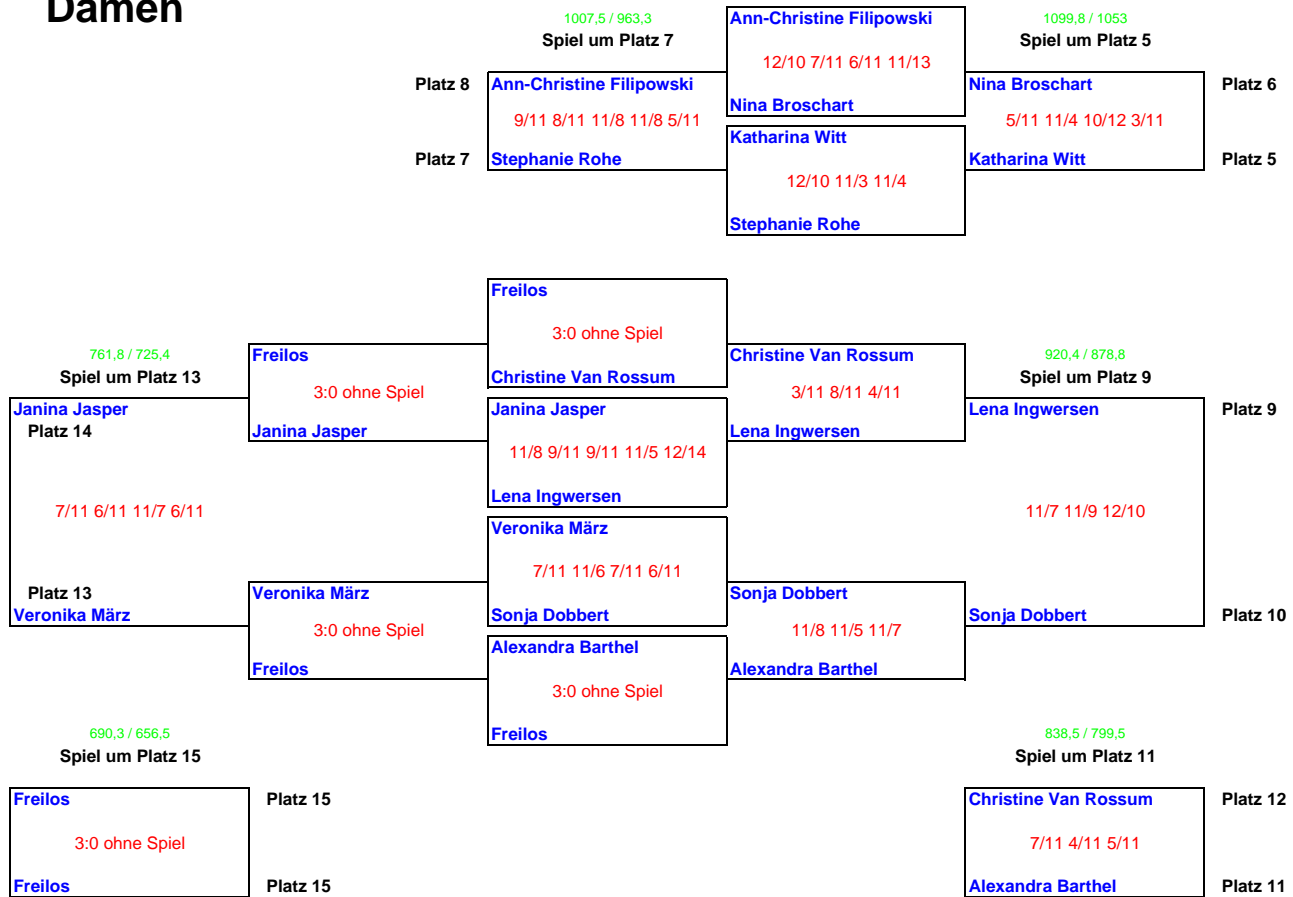 Damen
1007,5 / 963,3 Ann-Christine Filipowski 1099,8 / 1053
Spiel um Platz 7 Spiel um Platz 5
12/10 7/11 6/11 11/13
Platz 8 Ann-Christine Filipowski Nina Broschart Platz 6
Nina Broschart
9/11 8/11 11/8 11/8 5/11 5/11 11/4 10/12 3/11
Katharina Witt
Platz 7 Stephanie Rohe Katharina Witt Platz 5
12/10 11/3 11/4
Stephanie Rohe
Freilos
3:0 ohne Spiel
761,8 / 725,4 Freilos Christine Van Rossum 920,4 / 878,8
Spiel um Platz 13 Christine Van Rossum Spiel um Platz 9
3:0 ohne Spiel 3/11 8/11 4/11
Janina Jasper Janina Jasper Lena Ingwersen Platz 9
Platz 14 Janina Jasper Lena Ingwersen
11/8 9/11 9/11 11/5 12/14
Lena Ingwersen
7/11 6/11 11/7 6/11 11/7 11/9 12/10
Veronika März
7/11 11/6 7/11 6/11
Platz 13 Veronika März Sonja Dobbert
Veronika März Sonja Dobbert Sonja Dobbert Platz 10
3:0 ohne Spiel 11/8 11/5 11/7
Alexandra Barthel
Freilos Alexandra Barthel
3:0 ohne Spiel
690,3 / 656,5 Freilos 838,5 / 799,5
Spiel um Platz 15 Spiel um Platz 11
Freilos Platz 15 Christine Van Rossum Platz 12
3:0 ohne Spiel 7/11 4/11 5/11
Freilos Platz 15 Alexandra Barthel Platz 11